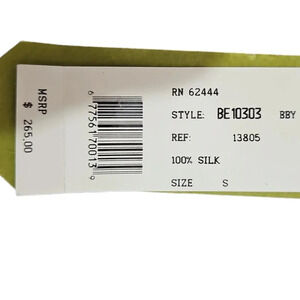 MSRP
$ 265.00
6 77561 70013 9
RN 62444
STYLE: BE10303 BBY
REF: 13805
100% SILK
SIZE S